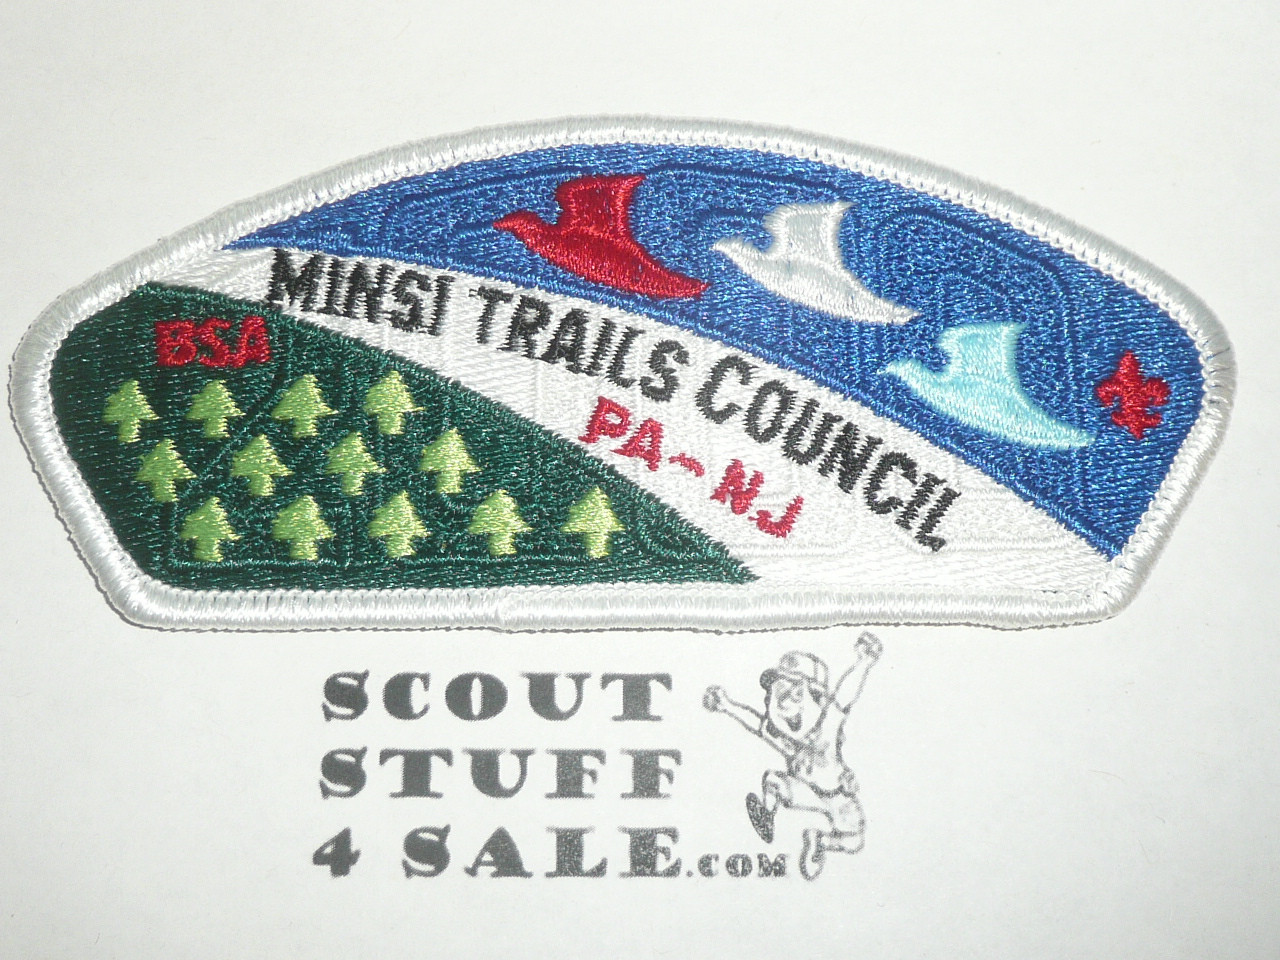 BSA
MINSI TRAILS COUNCIL
PA-NJ
SCOUT
STUFF
4 SALE.COM